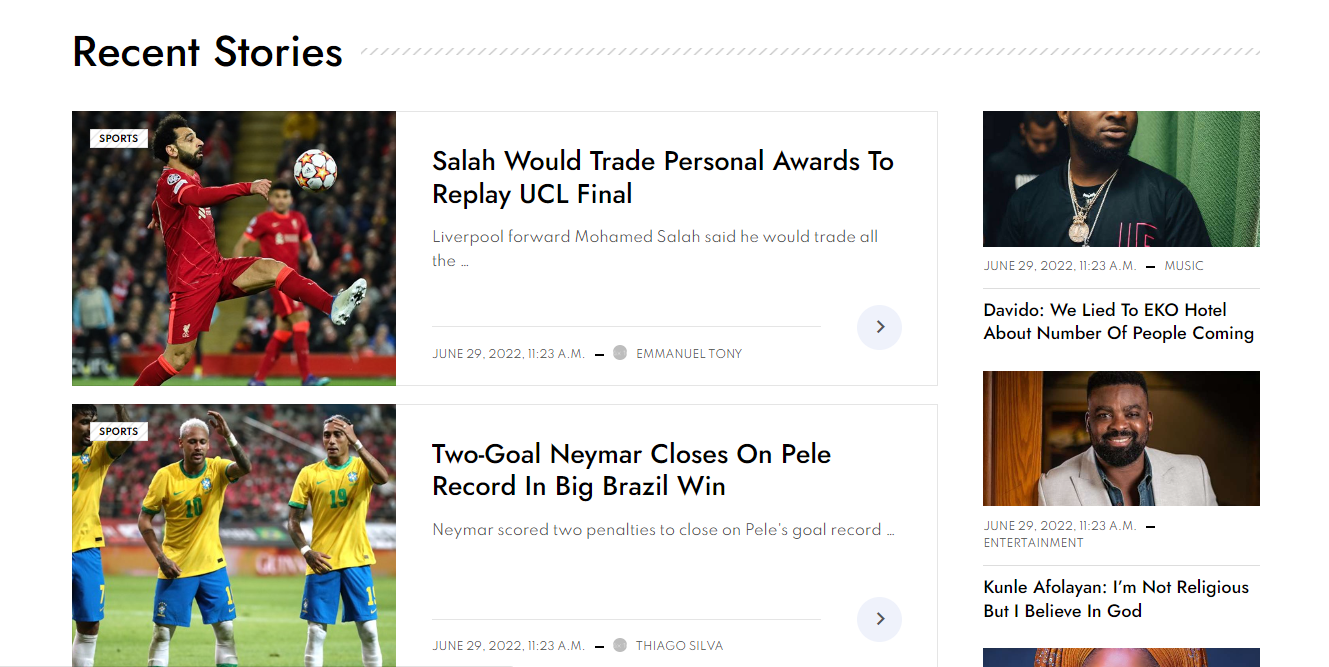 Recent Stories
SPORTS
Salah Would Trade Personal Awards To
Replay UCL Final
Liverpool forward Mohamed Salah said he would trade all
the ...
JUNE 29, 2022, 11:23 A.M. — EMMANUEL TONY
SPORTS
10
19
7
Two-Goal Neymar Closes On Pele
Record In Big Brazil Win
Neymar scored two penalties to close on Pele's goal record ...
JUNE 29, 2022, 11:23 A.M. — THIAGO SILVA
JUNE 29, 2022, 11:23 A.M. — MUSIC
Davido: We Lied To EKO Hotel
About Number Of People Coming
JUNE 29, 2022, 11:23 A.M. —
ENTERTAINMENT
Kunle Afolayan: I'm Not Religious
But I Believe In God